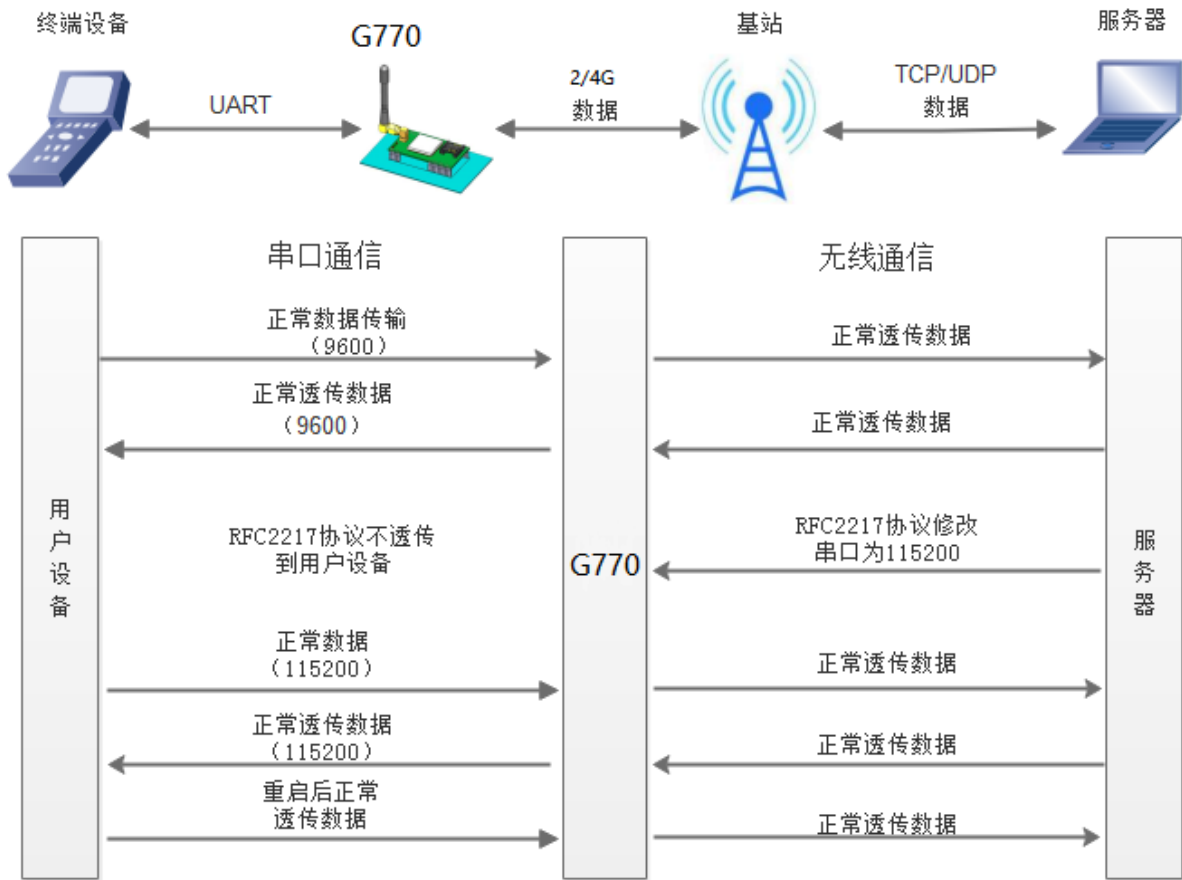 终端设备
G770
基站
服务器
UART
2/4G
数据
TCP/UDP
数据
串口通信
无线通信
正常数据传输
（9600）
正常透传数据
正常透传数据
（9600）
正常透传数据
用户设备
RFC2217协议不透传
到用户设备
G770
RFC2217协议修改
串口为115200
服务器
正常数据
（115200）
正常透传数据
正常透传数据
（115200）
正常透传数据
重启后正常
透传数据
正常透传数据